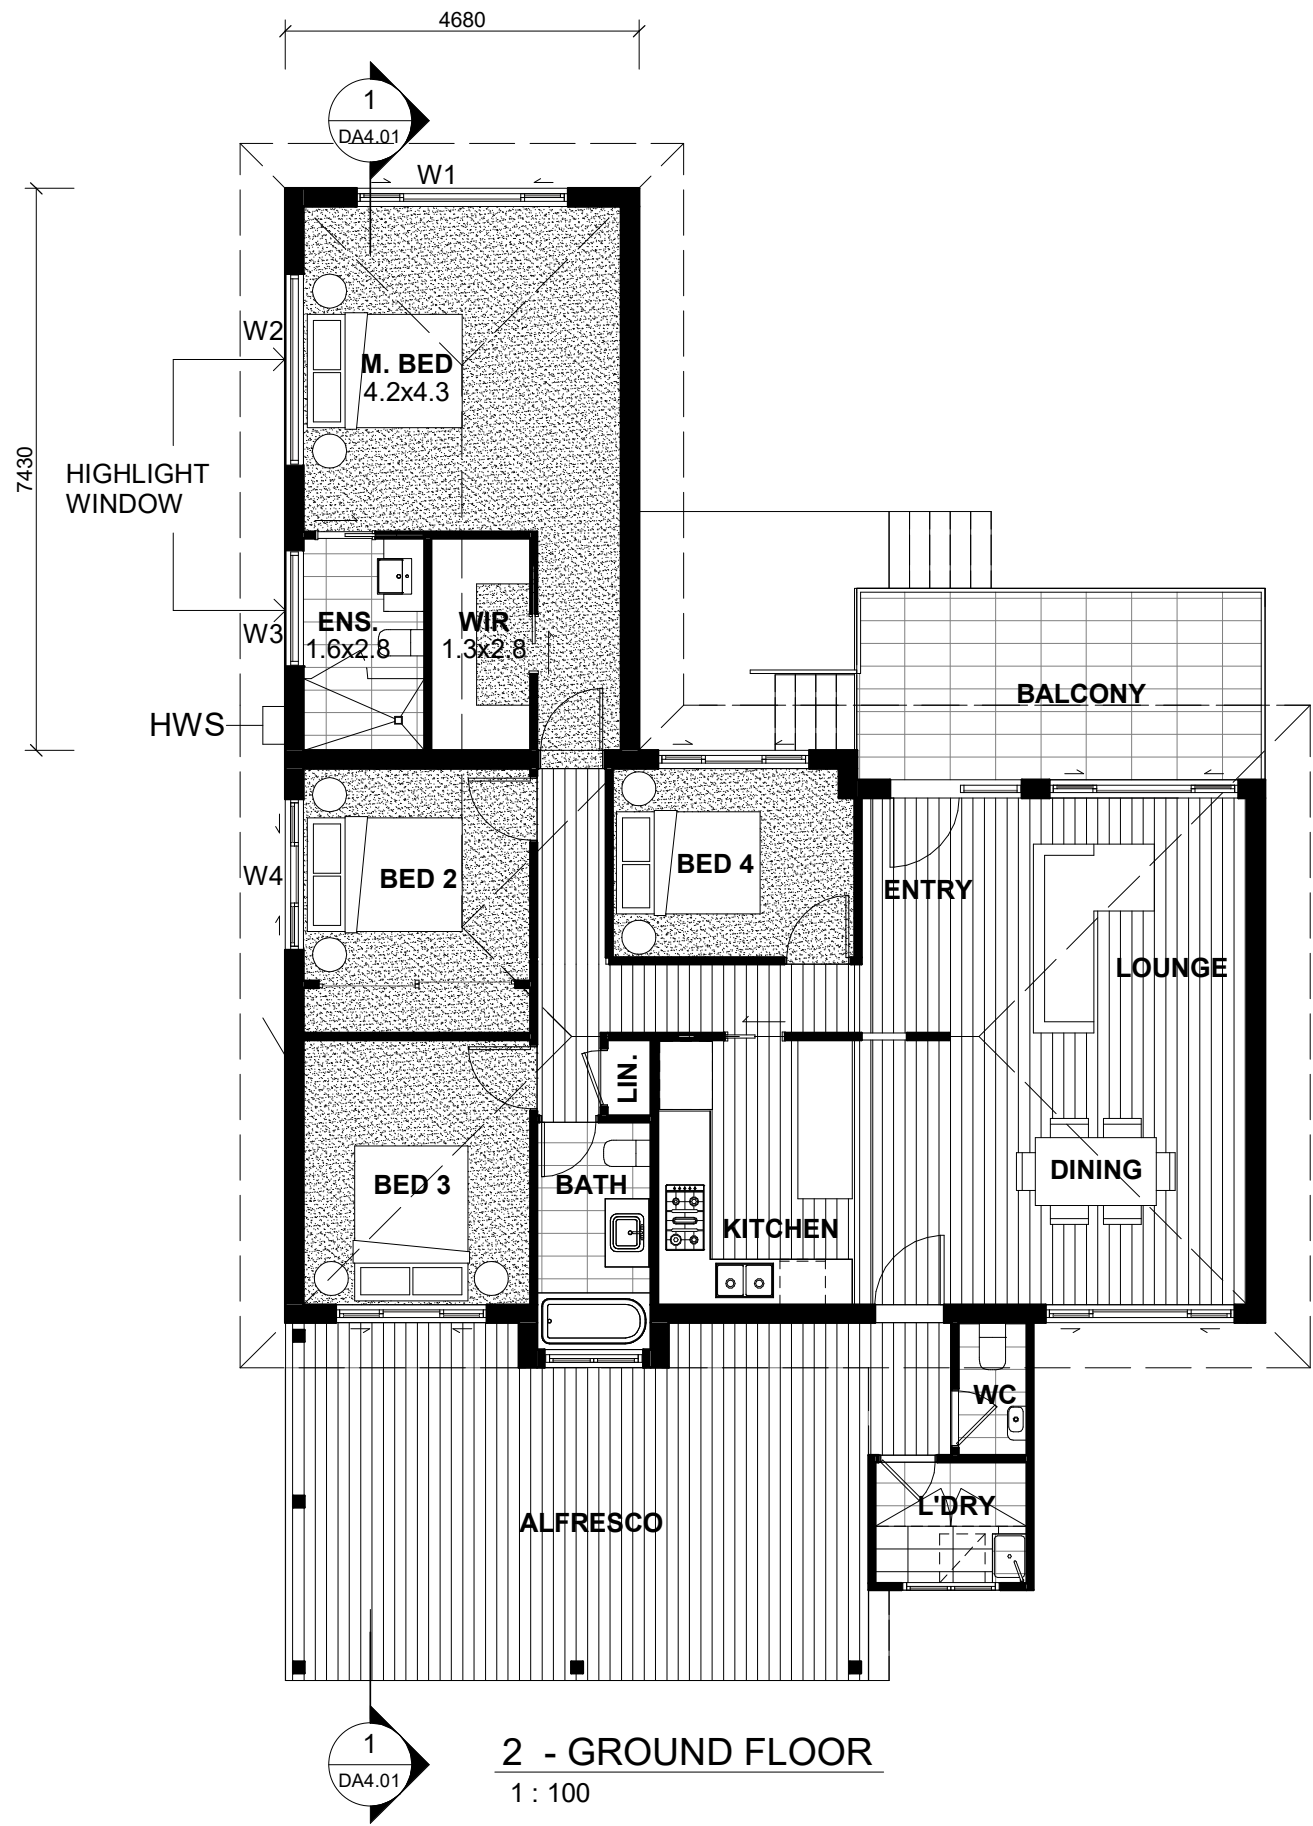 4680
1
DA4.01
W1
W2
M. BED
4.2x4.3
7430
HIGHLIGHT
WINDOW
ENS.
1.6x2.8
WIR
1.3x2.8
W3
HWS
BALCONY
BED 2
W4
BED 4
ENTRY
LOUNGE
LIN.
BED 3
BATH
KITCHEN
DINING
WC
L'DRY
ALFRESCO
1
DA4.01
2 - GROUND FLOOR
1 : 100